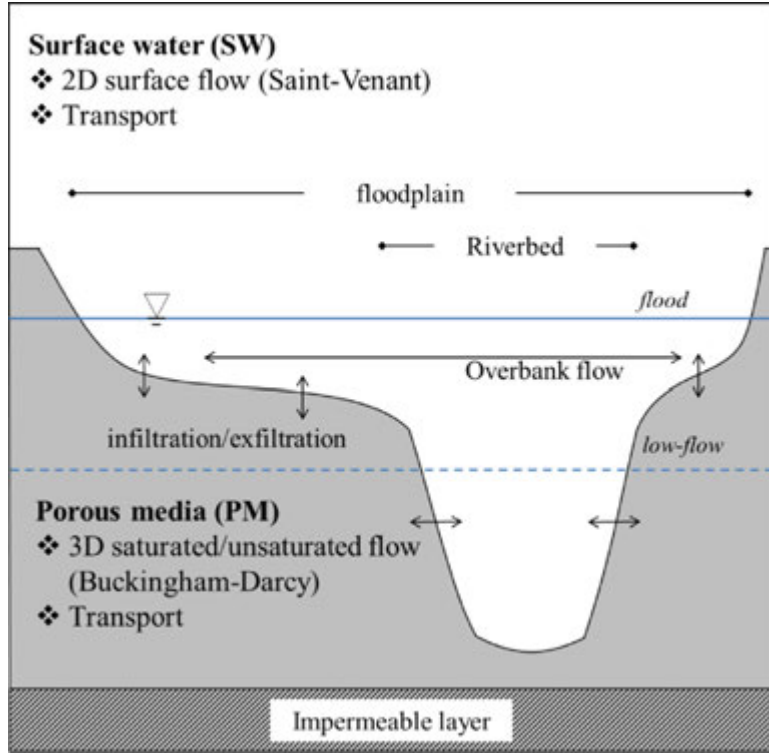 Surface water (SW)
❖ 2D surface flow (Saint-Venant)
❖ Transport
floodplain
Riverbed
flood
Overbank flow
infiltration/exfiltration
low-flow
Porous media (PM)
❖ 3D saturated/unsaturated flow
(Buckingham-Darcy)
❖ Transport
Impermeable layer